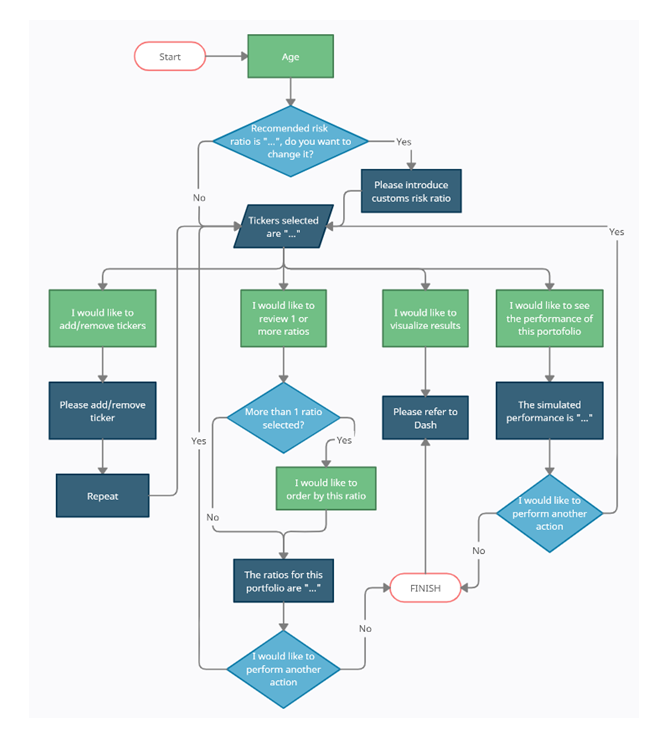 Start
Age
Recomended risk
ratio is "...", do you want to
change it?
Yes
Please introduce
customs risk ratio
No
Tickers selected
are "..."
Yes
I would like to
add/remove tickers
I would like to
review 1 or
more ratios
I would like to
visualize results
I would like to see
the performance of
this portofolio
Please add/remove
ticker
More than 1 ratio
selected?
Please refer to
Dash
The simulated
performance is "..."
Yes
Yes
Repeat
I would like to
order by this ratio
I would like to
perform another
action
No
No
The ratios for this
portfolio are "..."
FINISH
No
I would like to
perform another
action